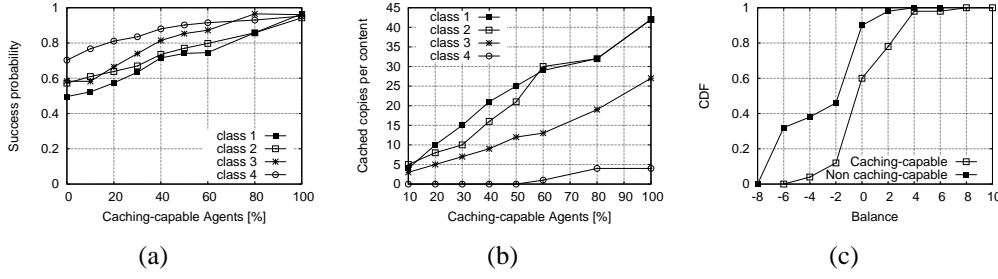 Success probability
1
0.8
0.6
0.4
0.2
0
0 20 40 60 80 100
Caching-capable Agents [%]
class 1
class 2
class 3
class 4
(a)
Cached copies per content
45
40
35
30
25
20
15
10
5
0
10 20 30 40 50 60 70 80 90 100
Caching-capable Agents [%]
class 1
class 2
class 3
class 4
(b)
CDF
1
0.8
0.6
0.4
0.2
0
-8 -6 -4 -2 0 2 4 6 8 10
Balance
Caching-capable
Non caching-capable
(c)